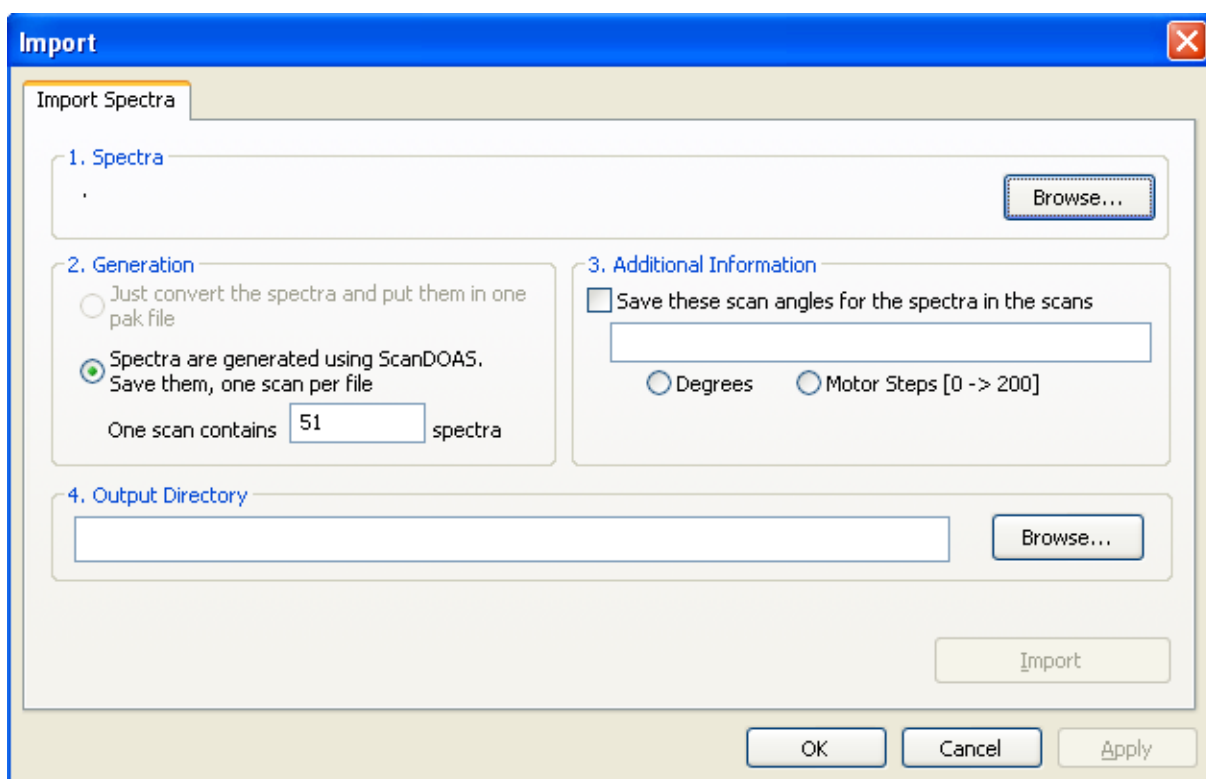 Import
Import Spectra
1. Spectra
.
Browse...
2. Generation
Just convert the spectra and put them in one
pak file
Spectra are generated using ScanDOAS.
Save them, one scan per file
One scan contains 51 spectra
3. Additional Information
Save these scan angles for the spectra in the scans
Degrees Motor Steps [0 -> 200]
4. Output Directory
Browse...
Import
OK Cancel Apply